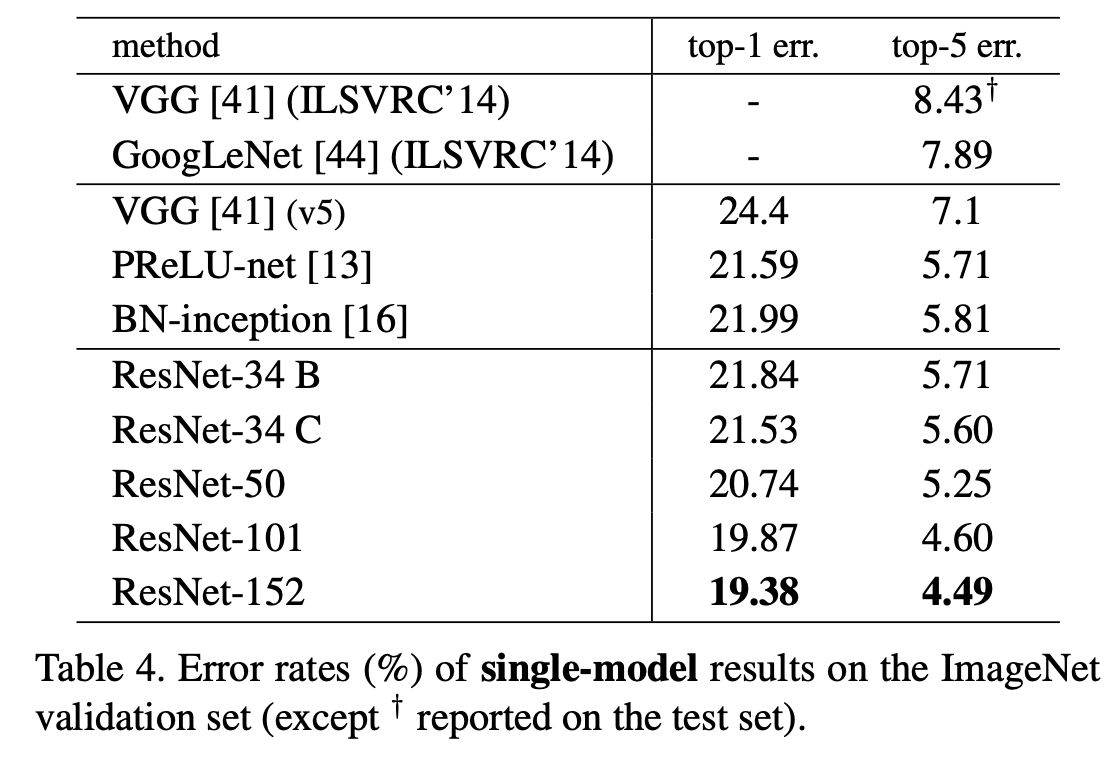 method top-1 err. top-5 err.
VGG [41] (ILSVRC’14) - 8.43†
GoogLeNet [44] (ILSVRC’14) - 7.89
VGG [41] (v5) 24.4 7.1
PReLU-net [13] 21.59 5.71
BN-inception [16] 21.99 5.81
ResNet-34 B 21.84 5.71
ResNet-34 C 21.53 5.60
ResNet-50 20.74 5.25
ResNet-101 19.87 4.60
ResNet-152 19.38 4.49
Table 4. Error rates (%) of single-model results on the ImageNet
validation set (except † reported on the test set).